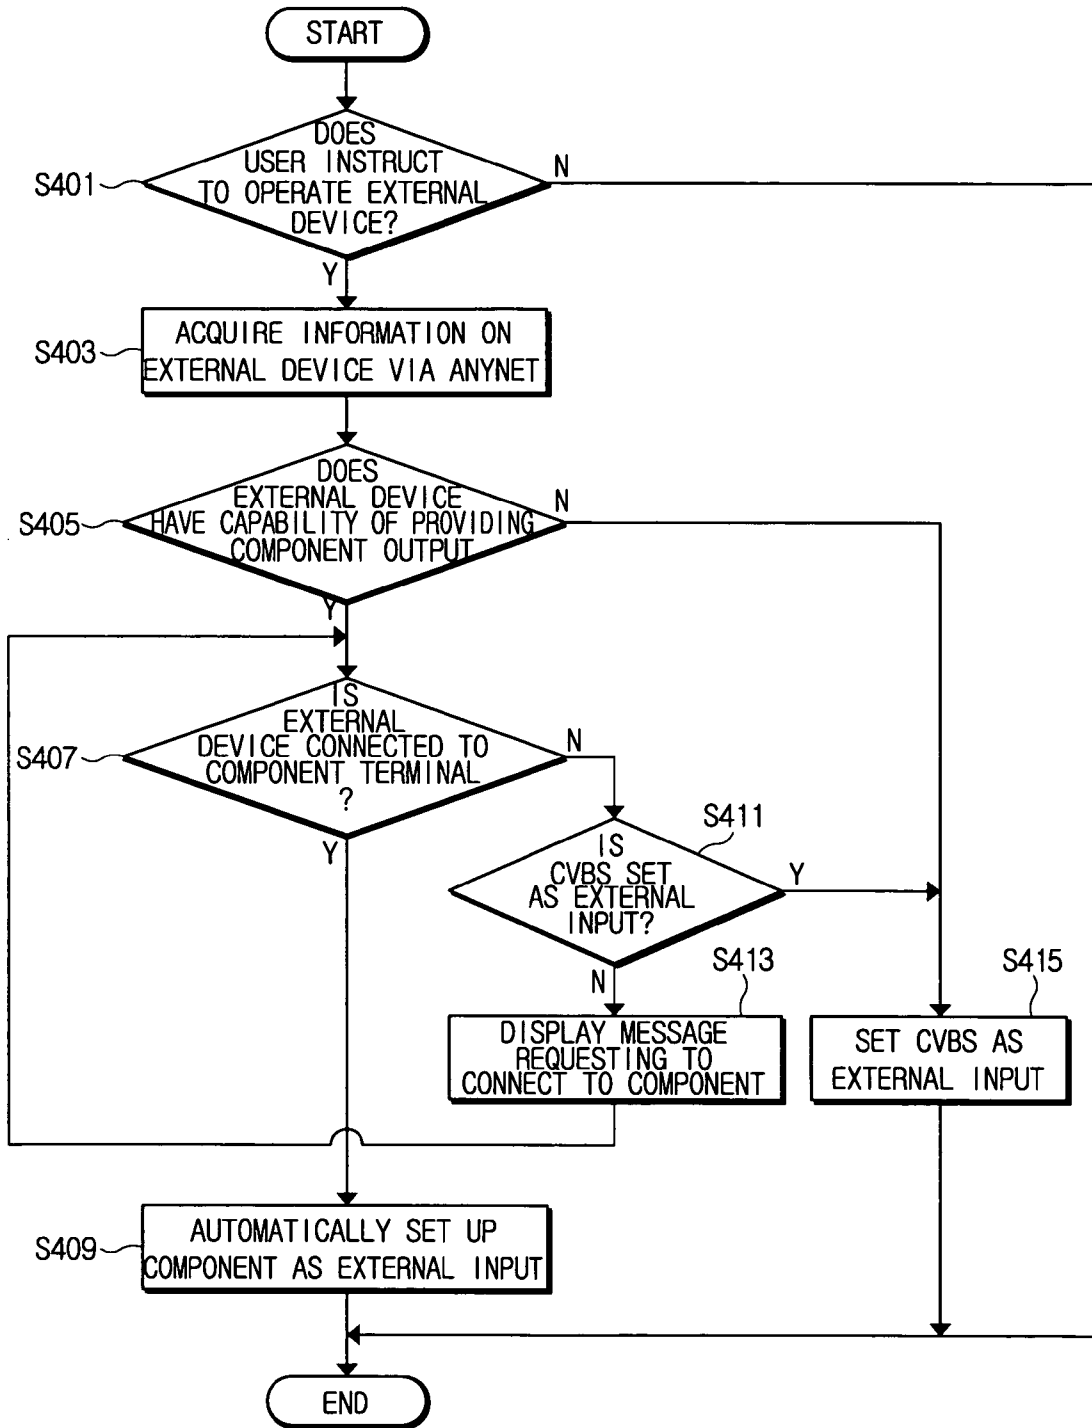 START
DOES
USER INSTRUCT
TO OPERATE EXTERNAL
DEVICE?
N
S401
Y
ACQUIRE INFORMATION ON
EXTERNAL DEVICE VIA ANYNET
S403
DOES
EXTERNAL DEVICE
HAVE CAPABILITY OF PROVIDING
COMPONENT OUTPUT
N
S405
Y
IS
EXTERNAL
DEVICE CONNECTED TO
COMPONENT TERMINAL
?
N
S407
Y
S411
IS
CVBS SET
AS EXTERNAL
INPUT?
Y
N
S413
DISPLAY MESSAGE
REQUESTING TO
CONNECT TO COMPONENT
S415
SET CVBS AS
EXTERNAL INPUT
S409
AUTOMATICALLY SET UP
COMPONENT AS EXTERNAL INPUT
END